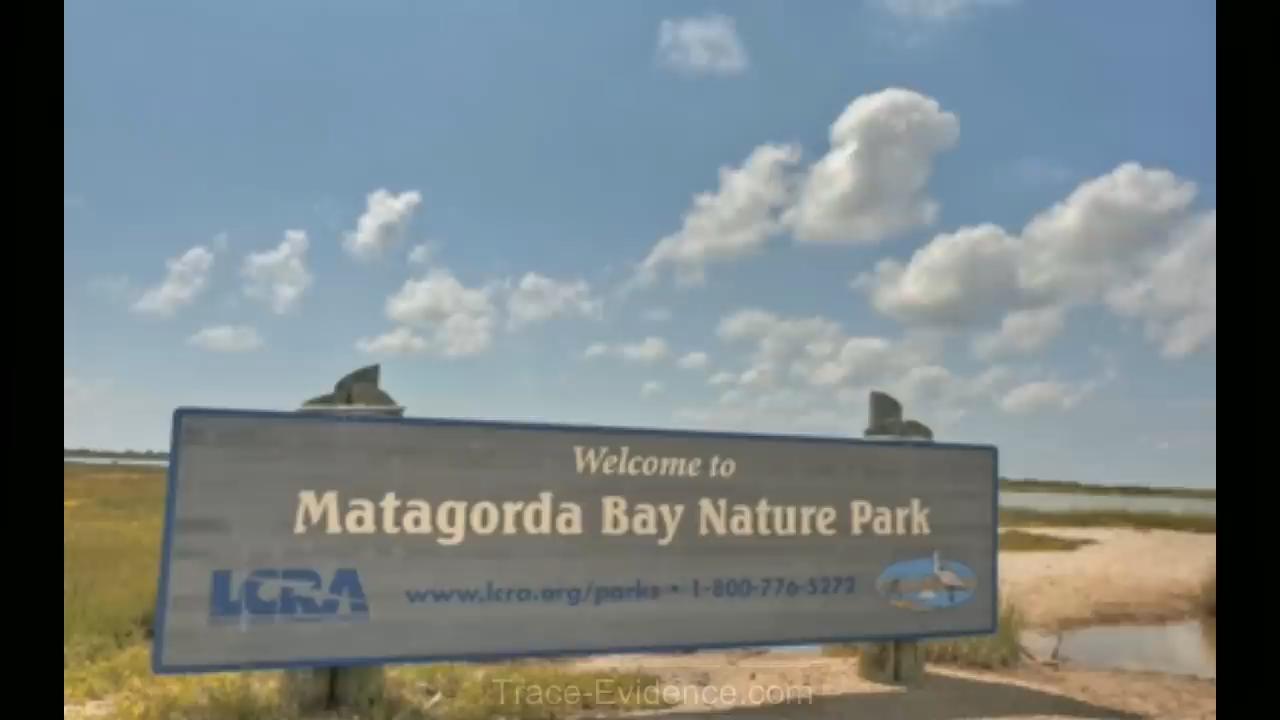 Welcome to
Matagorda Bay Nature Park
LCRA www.lcra.org/parks • 1-800-776-5272
Trace-Evidence.com